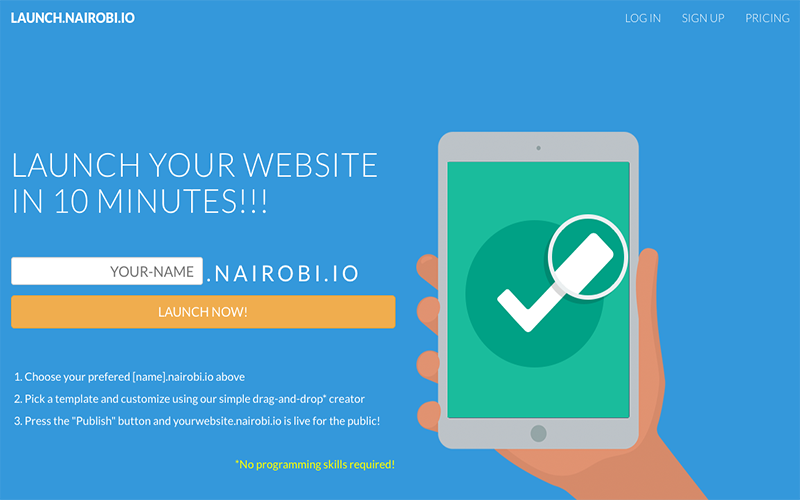 LAUNCH.NAIROBI.IO
LOG IN
SIGN UP
PRICING
LAUNCH YOUR WEBSITE
IN 10 MINUTES!!!
YOUR-NAME .NAIROBI.IO
LAUNCH NOW!
1. Choose your prefered [name].nairobi.io above
2. Pick a template and customize using our simple drag-and-drop* creator
3. Press the "Publish" button and yourwebsite.nairobi.io is live for the public!
*No programming skills required!